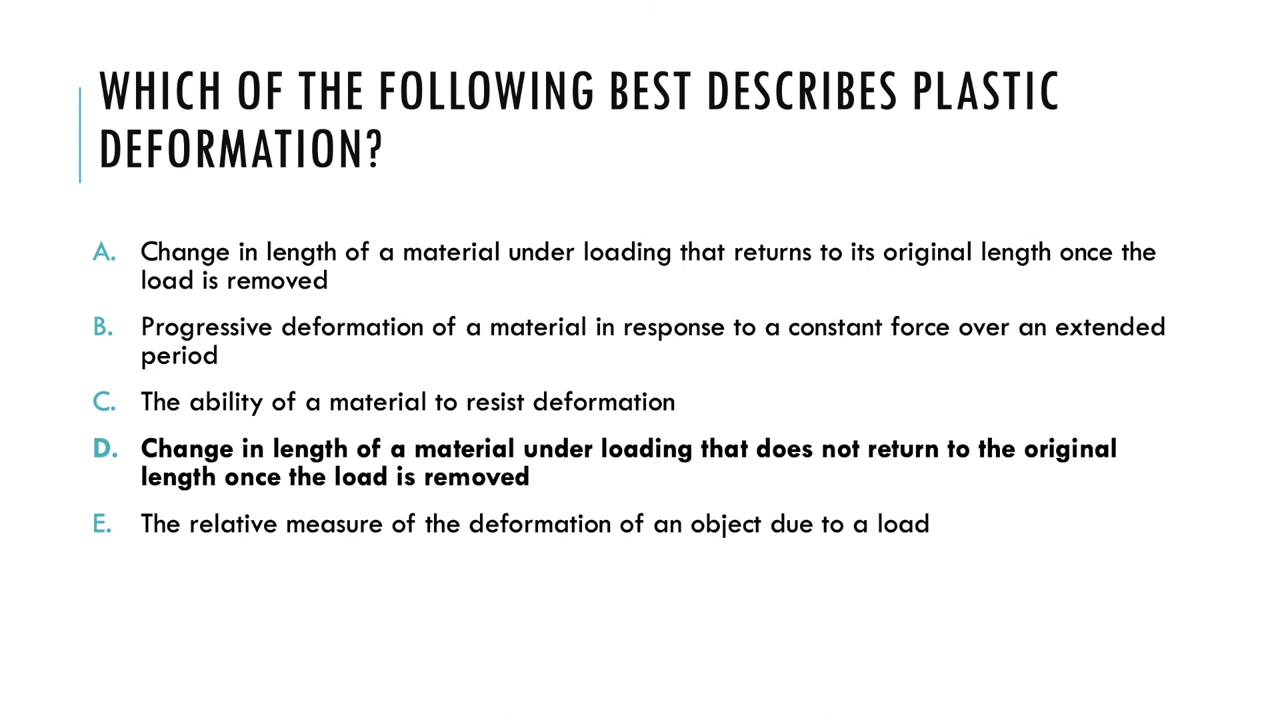 WHICH OF THE FOLLOWING BEST DESCRIBES PLASTIC
DEFORMATION?
A. Change in length of a material under loading that returns to its original length once the
load is removed
B. Progressive deformation of a material in response to a constant force over an extended
period
C. The ability of a material to resist deformation
D. Change in length of a material under loading that does not return to the original
length once the load is removed
E. The relative measure of the deformation of an object due to a load